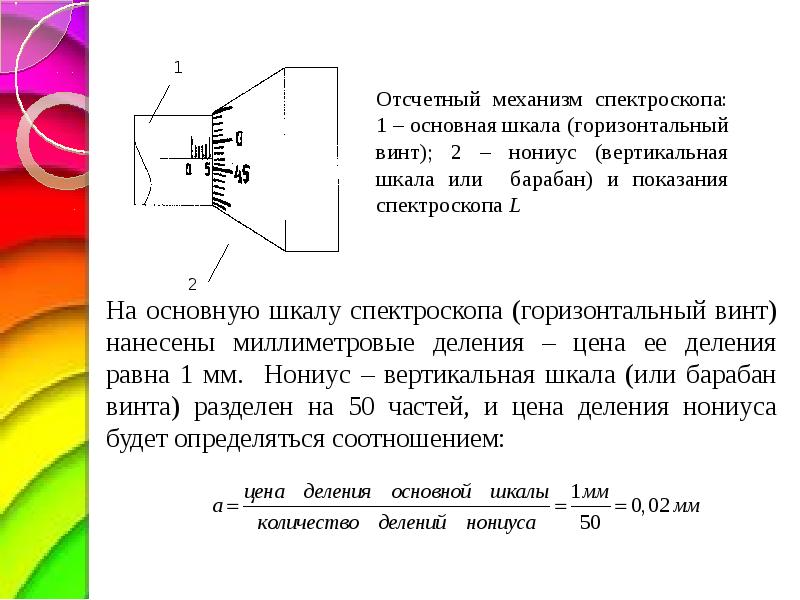 1
0
45
0 5
2
Отсчетный механизм спектроскопа:
1 – основная шкала (горизонтальный
винт); 2 – нониус (вертикальная
шкала или барабан) и показания
спектроскопа L
На основную шкалу спектроскопа (горизонтальный винт)
нанесены миллиметровые деления – цена ее деления
равна 1 мм. Нониус – вертикальная шкала (или барабан
винта) разделен на 50 частей, и цена деления нониуса
будет определяться соотношением:
a = цена деления основной шкалы / количество делений нониуса = 1мм / 50 = 0,02 мм